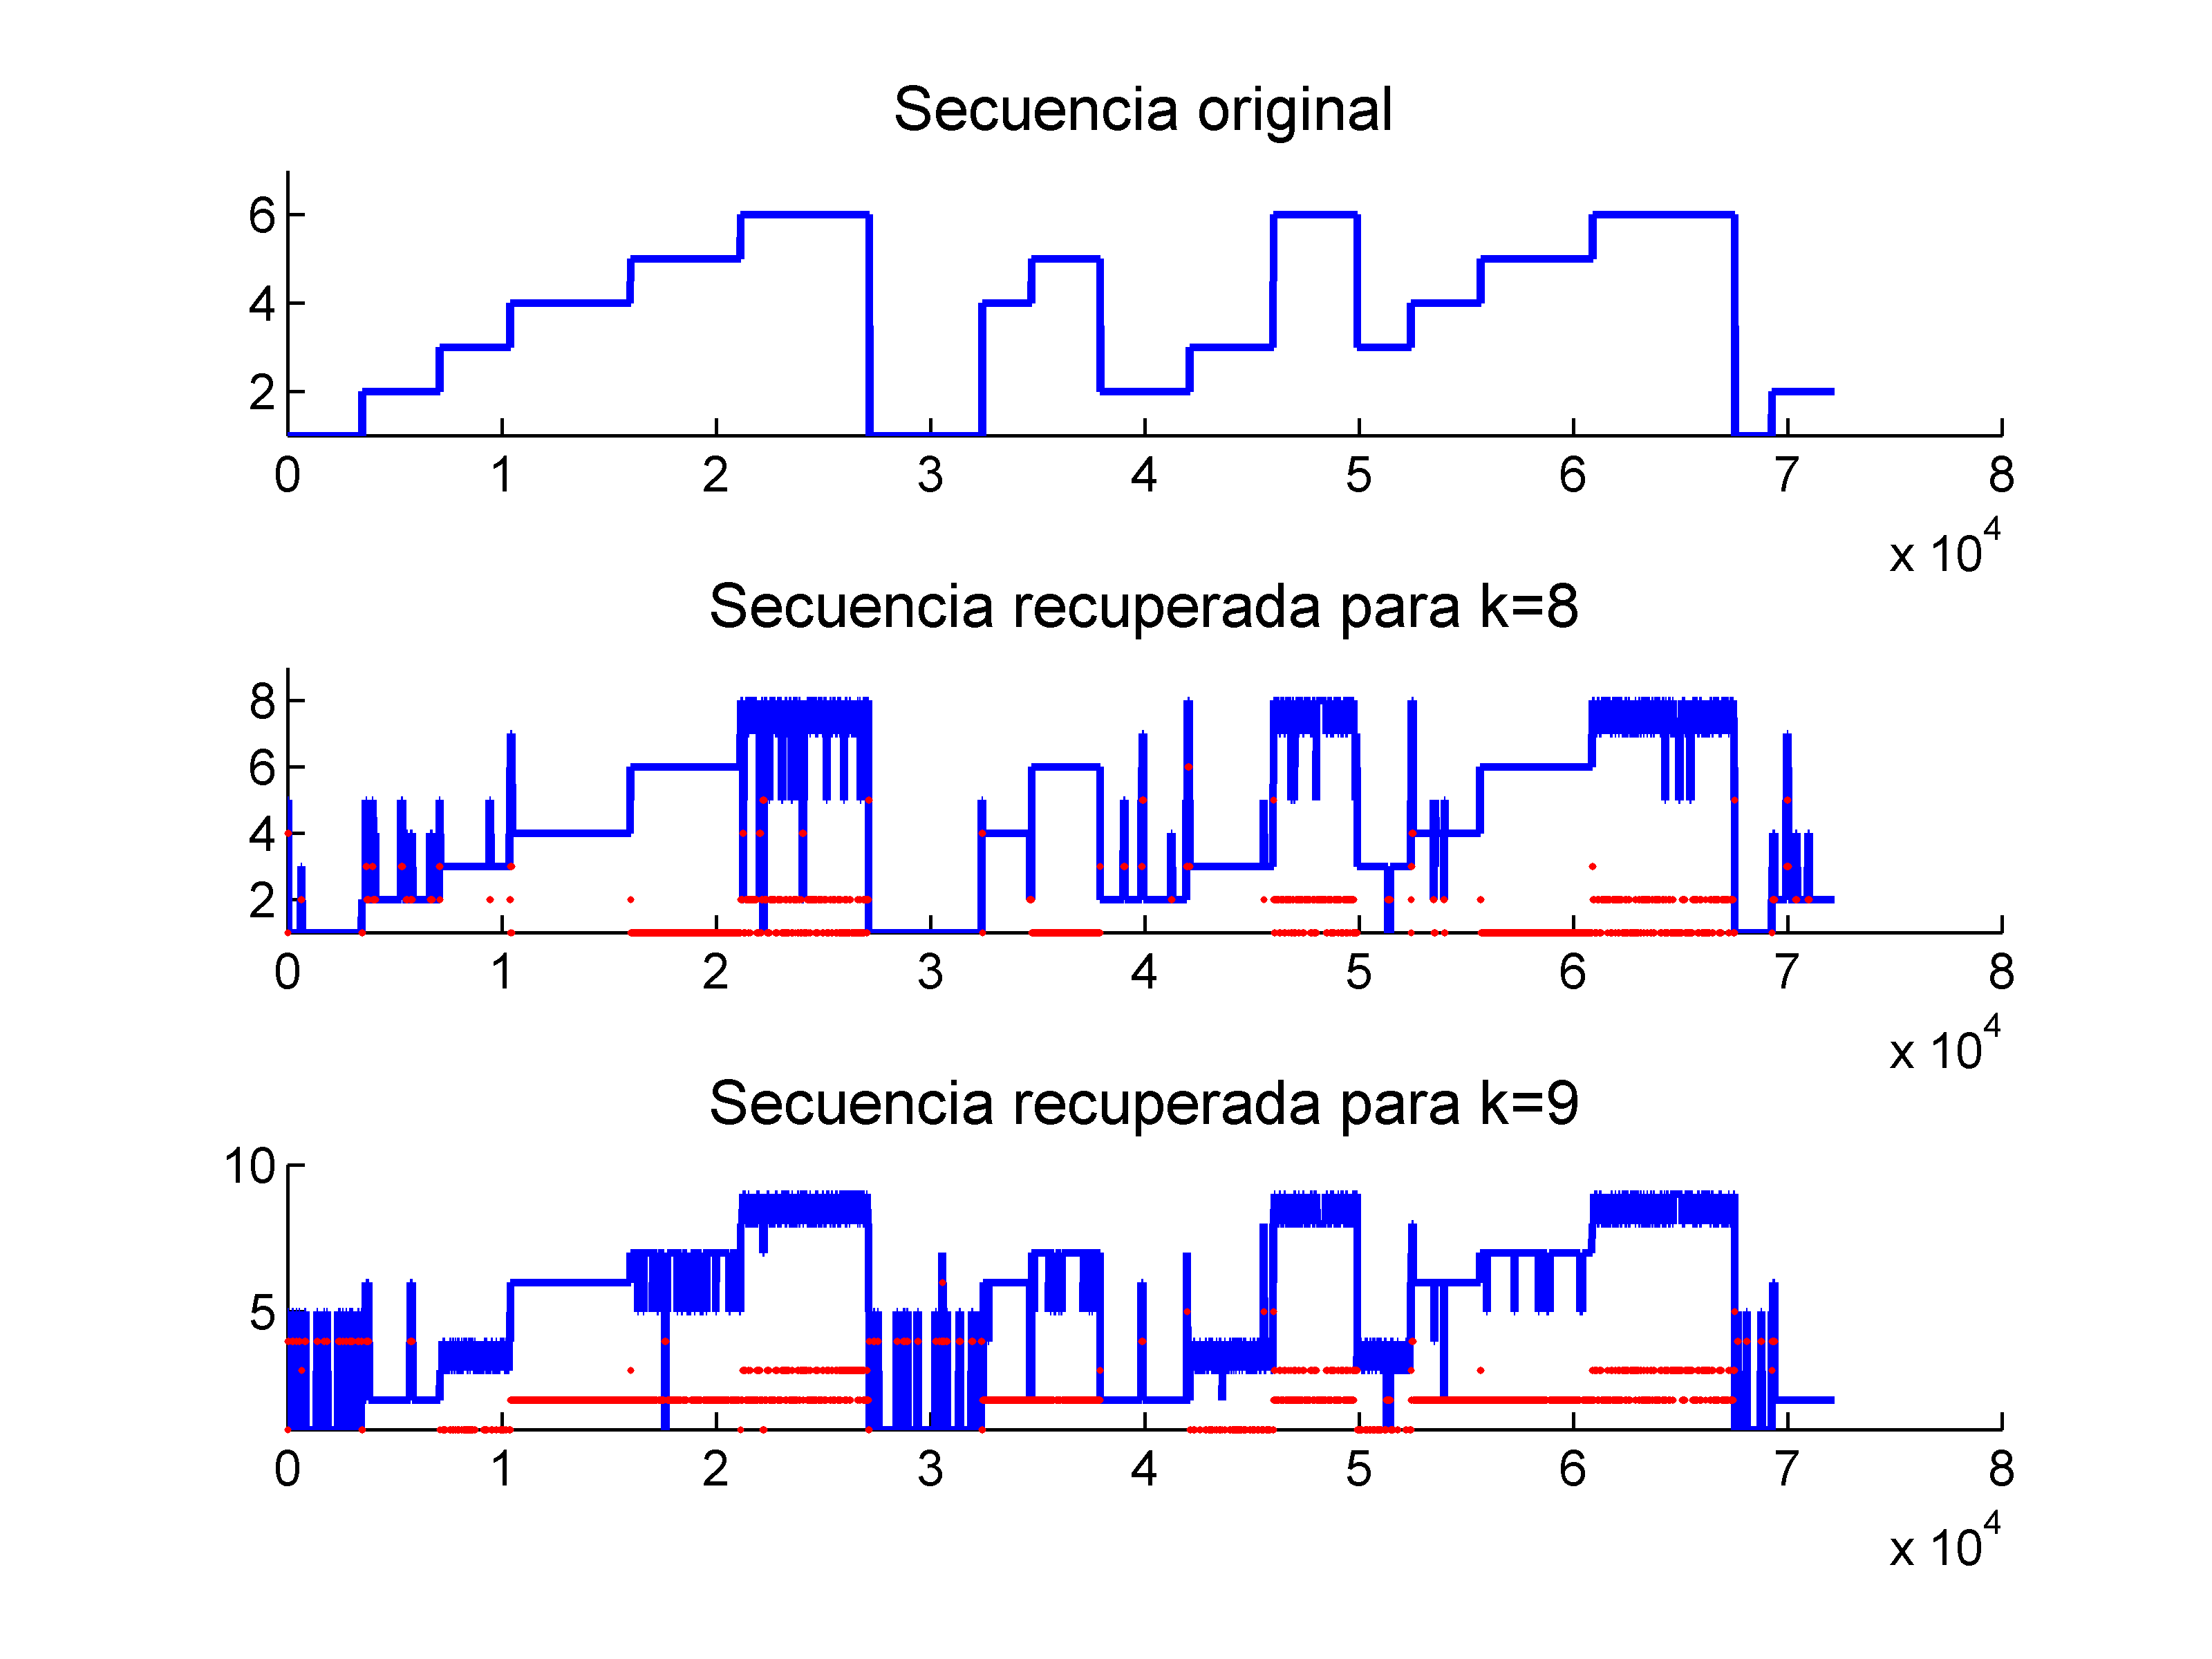 Secuencia original
6
4
2
0 1 2 3 4 5 6 7 8
x 10^4
Secuencia recuperada para k=8
8
6
4
2
0 1 2 3 4 5 6 7 8
x 10^4
Secuencia recuperada para k=9
10
5
0 1 2 3 4 5 6 7 8
x 10^4